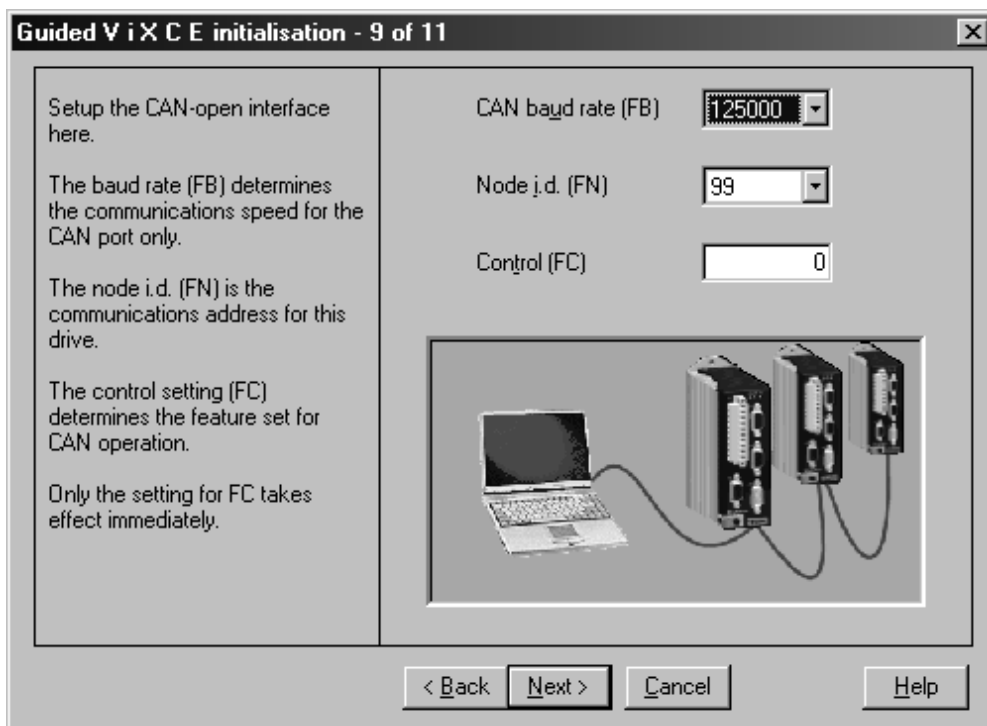 Guided V i X C E initialisation - 9 of 11
Setup the CAN-open interface
here.
The baud rate (FB) determines
the communications speed for the
CAN port only.
The node i.d. (FN) is the
communications address for this
drive.
The control setting (FC)
determines the feature set for
CAN operation.
Only the setting for FC takes
effect immediately.
CAN baud rate (FB)
125000
Node i.d. (FN)
99
Control (FC)
0
< Back
Next >
Cancel
Help